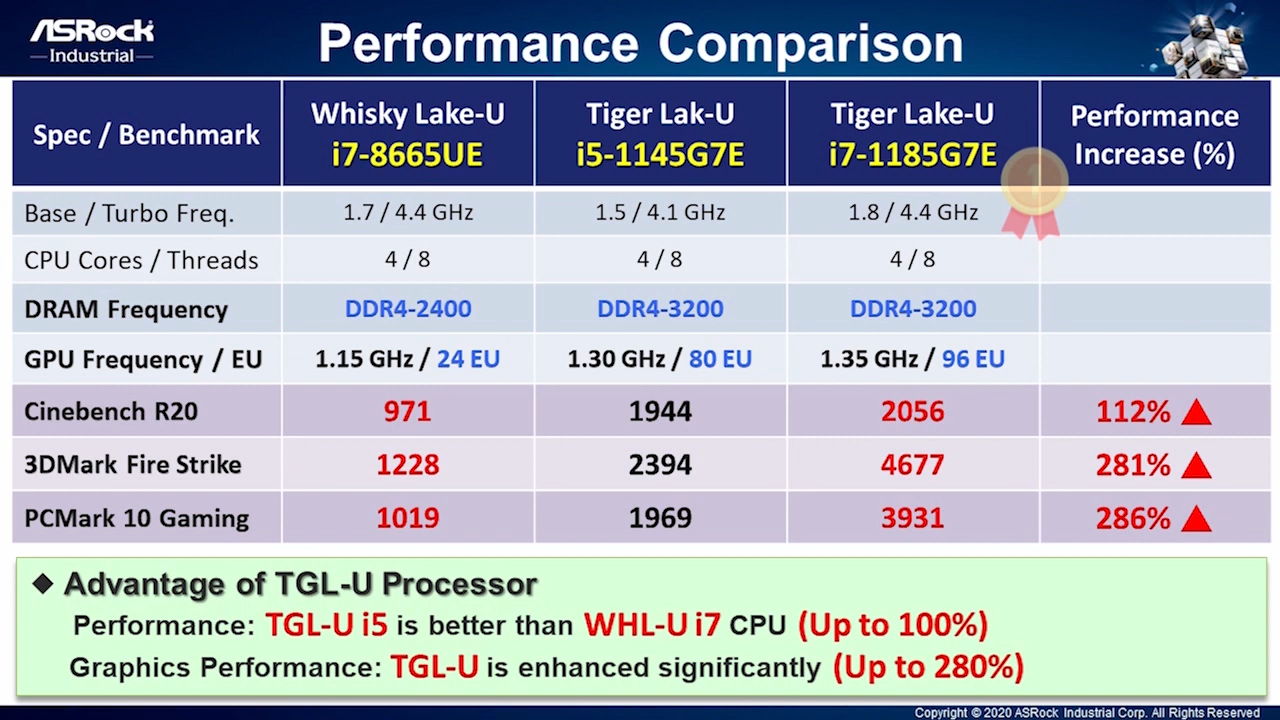 ASRock
Industrial
Performance Comparison
Spec / Benchmark
Whisky Lake-U
i7-8665UE
Tiger Lak-U
i5-1145G7E
Tiger Lake-U
i7-1185G7E
Performance
Increase (%)
1
Base / Turbo Freq. 1.7 / 4.4 GHz 1.5 / 4.1 GHz 1.8 / 4.4 GHz
CPU Cores / Threads 4 / 8 4 / 8 4 / 8
DRAM Frequency DDR4-2400 DDR4-3200 DDR4-3200
GPU Frequency / EU 1.15 GHz / 24 EU 1.30 GHz / 80 EU 1.35 GHz / 96 EU
Cinebench R20 971 1944 2056 112% ▲
3DMark Fire Strike 1228 2394 4677 281% ▲
PCMark 10 Gaming 1019 1969 3931 286% ▲
◆ Advantage of TGL-U Processor
Performance: TGL-U i5 is better than WHL-U i7 CPU (Up to 100%)
Graphics Performance: TGL-U is enhanced significantly (Up to 280%)
Copyright © 2020 ASRock Industrial Corp. All Rights Reserved